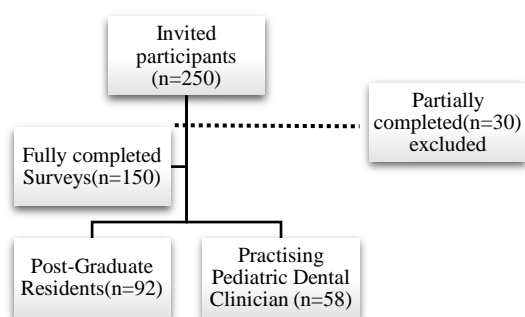 Invited
participants
(n=250)
Partially
completed(n=30)
excluded
Fully completed
Surveys(n=150)
Post-Graduate
Residents(n=92)
Practising
Pediatric Dental
Clinician (n=58)